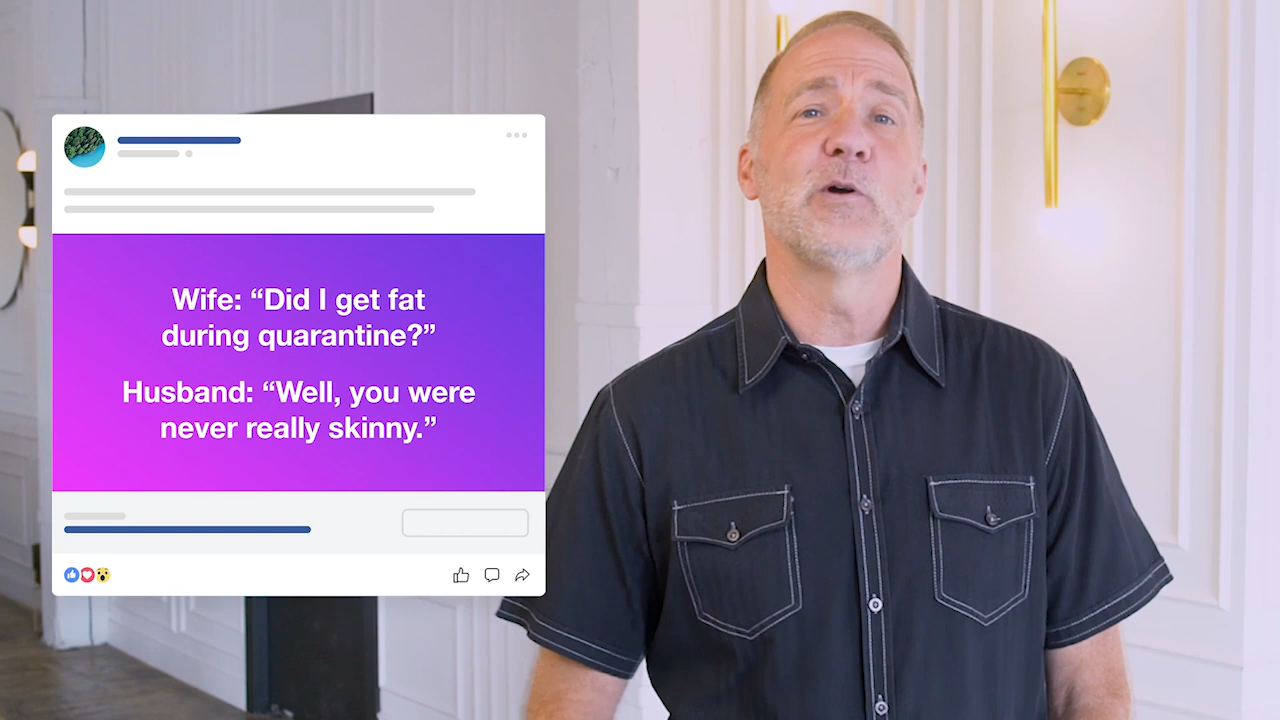 Wife: “Did I get fat
during quarantine?”
Husband: “Well, you were
never really skinny.”